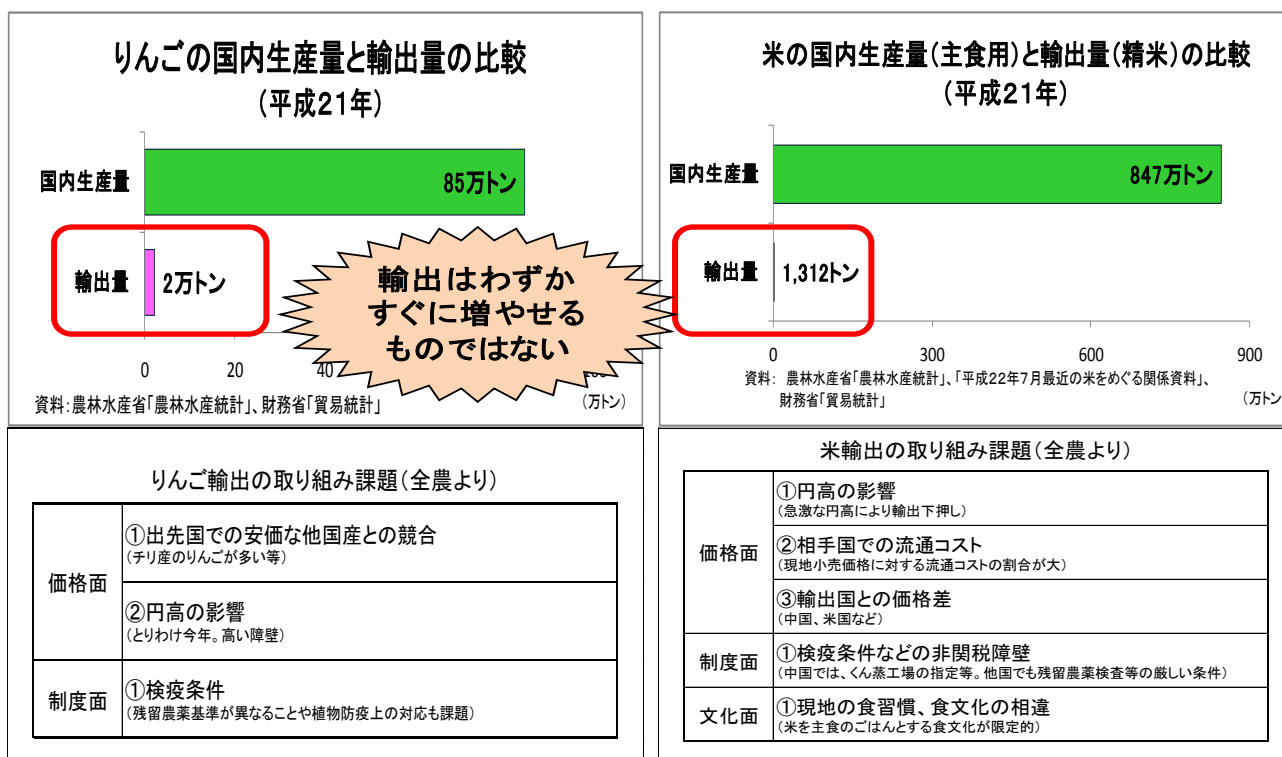 りんごの国内生産量と輸出量の比較
(平成21年)
国内生産量
85万トン
輸出量
2万トン
0
20
40
(万トン)
資料:農林水産省「農林水産統計」、財務省「貿易統計」
輸出はわずか
すぐに増やせる
ものではない
米の国内生産量(主食用)と輸出量(精米)の比較
(平成21年)
国内生産量
847万トン
輸出量
1,312トン
0
300
600
900
資料: 農林水産省「農林水産統計」、「平成22年7月最近の米をめぐる関係資料」、
財務省「貿易統計」
(万トン)
りんご輸出の取り組み課題(全農より)
価格面
①出先国での安価な他国産との競合
(チリ産のりんごが多い等)
②円高の影響
(とりわけ今年。高い障壁)
制度面
①検疫条件
(残留農薬基準が異なることや植物防疫上の対応も課題)
米輸出の取り組み課題(全農より)
価格面
①円高の影響
(急激な円高により輸出下押し)
②相手国での流通コスト
(現地小売価格に対する流通コストの割合が大)
③輸出国との価格差
(中国、米国など)
制度面
①検疫条件などの非関税障壁
(中国では、くん蒸工場の指定等。他国でも残留農薬検査等の厳しい条件)
文化面
①現地の食習慣、食文化の相違
(米を主食のごはんとする食文化が限定的)